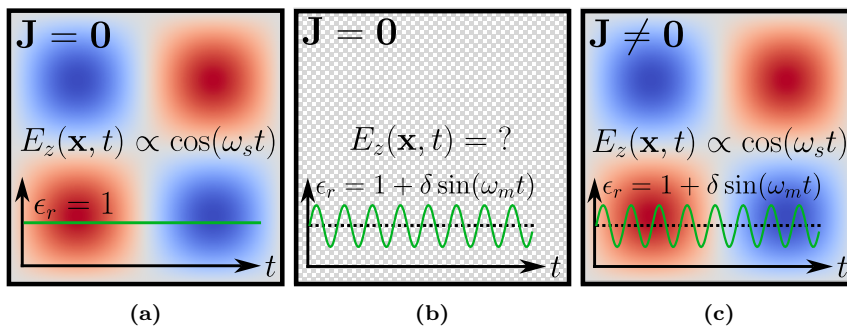 J = 0
E_z(x, t) ∝ cos(ω_s t)
ϵ_r = 1
t
(a)
J = 0
E_z(x, t) = ?
ϵ_r = 1 + δ sin(ω_m t)
t
(b)
J ≠ 0
E_z(x, t) ∝ cos(ω_s t)
ϵ_r = 1 + δ sin(ω_m t)
t
(c)